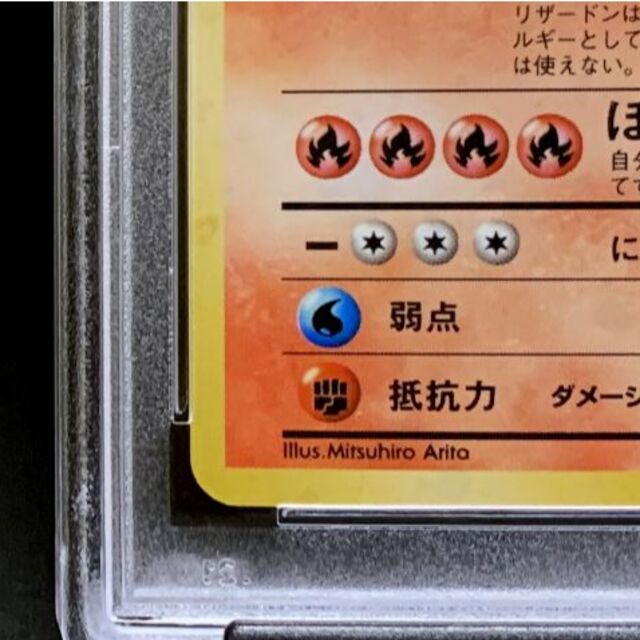 リザードンは
ルギーとして
は使えない。
ほ
自分
てす
に
弱点
抵抗力 ダメージ
Illus.Mitsuhiro Arita